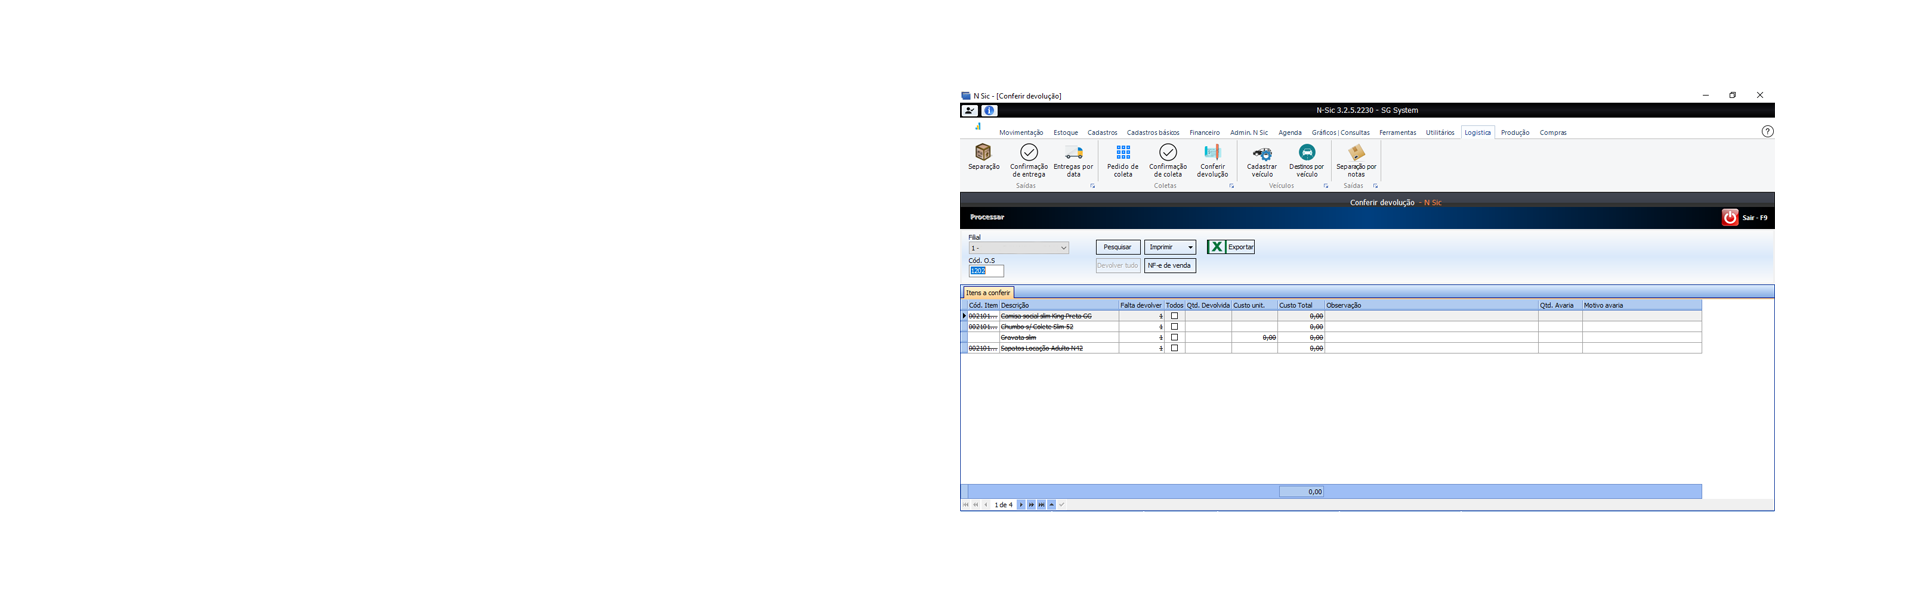 N Sic - [Conferir devolução]
N-Sic 3.2.5.2230 - SG System
Movimentação Estoque Cadastros Cadastros básicos Financeiro Admin. N Sic Agenda Gráficos | Consultas Ferramentas Utilitários Logística Produção Compras
Separação Confirmação de entrega Entregas por data Pedido de coleta Confirmação de coleta Conferir devolução Cadastrar veículo Destinos por veículo Separação por notas
Saídas Coletas Veículos Saídas
Conferir devolução - N Sic
Processar Sair - F9
Filial
1 -
Pesquisar Imprimir Exportar
Cód. O.S
1202
Devolver tudo NF-e de venda
Itens a conferir
Cód. Item Descrição Falta devolver Todos Qtd. Devolvida Custo unit. Custo Total Observação Qtd. Avaria Motivo avaria
002101... Camisa social slim King Preta GG 1 0,00
002101... Chumbo s/ Colete Slim 52 1 0,00
Gravata slim 1 0,00 0,00
002101... Sapatos Locação Adulto N42 1 0,00
0,00
1 de 4